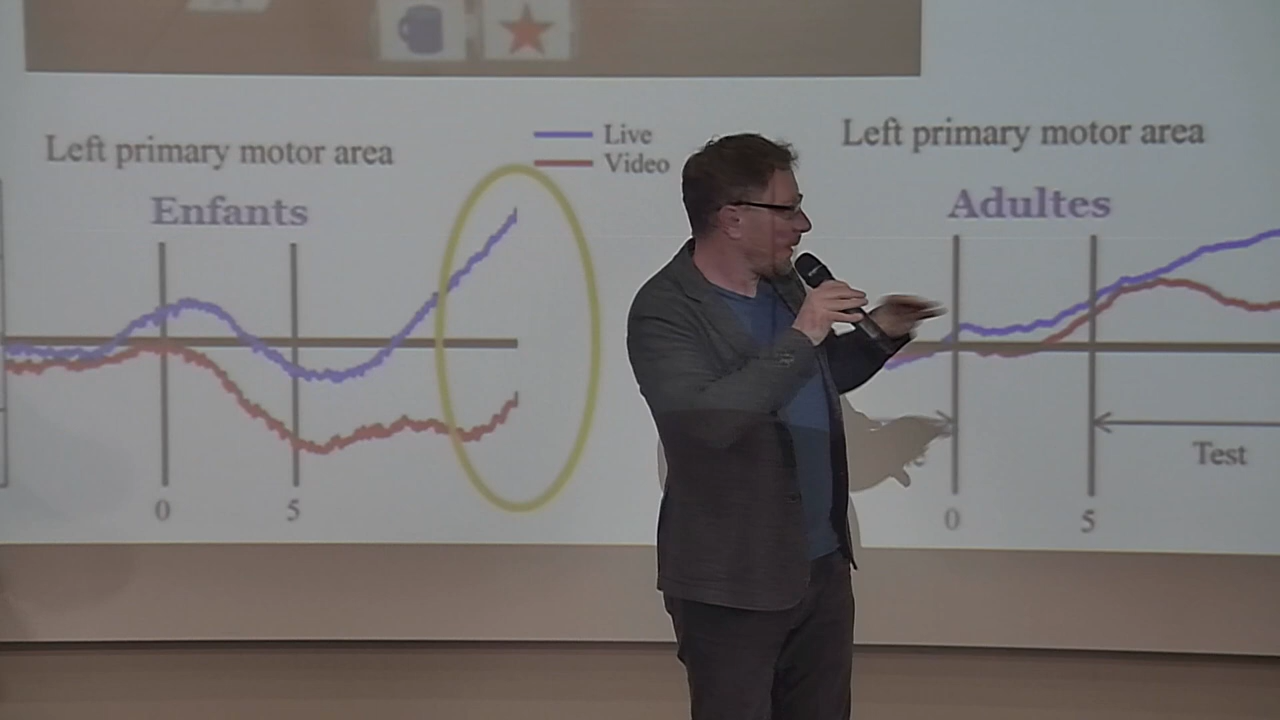 Left primary motor area
Enfants
0
5
Live
Video
Left primary motor area
Adultes
Test
0
5